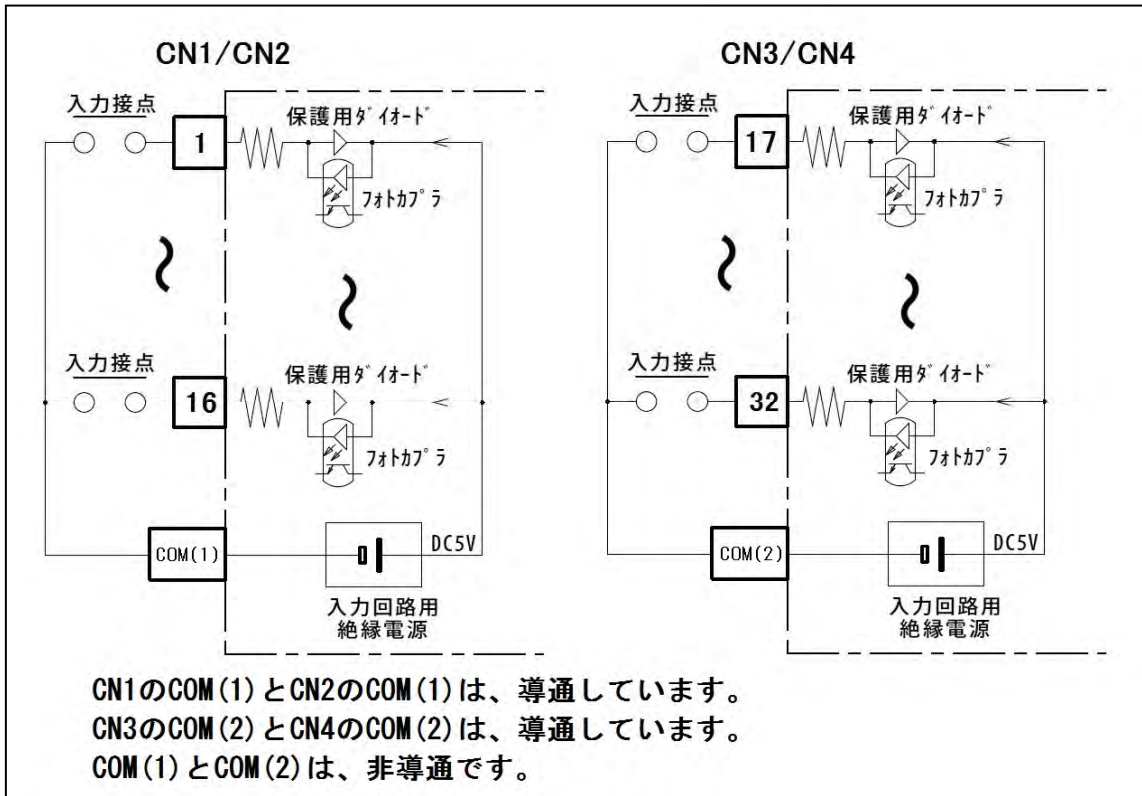 CN1/CN2
入力接点
1
保護用ﾀﾞｲｵｰﾄﾞ
ﾌｫﾄｶﾌﾟﾗ
入力接点
16
保護用ﾀﾞｲｵｰﾄﾞ
ﾌｫﾄｶﾌﾟﾗ
COM(1)
DC5V
入力回路用
絶縁電源
CN3/CN4
入力接点
17
保護用ﾀﾞｲｵｰﾄﾞ
ﾌｫﾄｶﾌﾟﾗ
入力接点
32
保護用ﾀﾞｲｵｰﾄﾞ
ﾌｫﾄｶﾌﾟﾗ
COM(2)
DC5V
入力回路用
絶縁電源
CN1のCOM(1)とCN2のCOM(1)は、導通しています。
CN3のCOM(2)とCN4のCOM(2)は、導通しています。
COM(1)とCOM(2)は、非導通です。